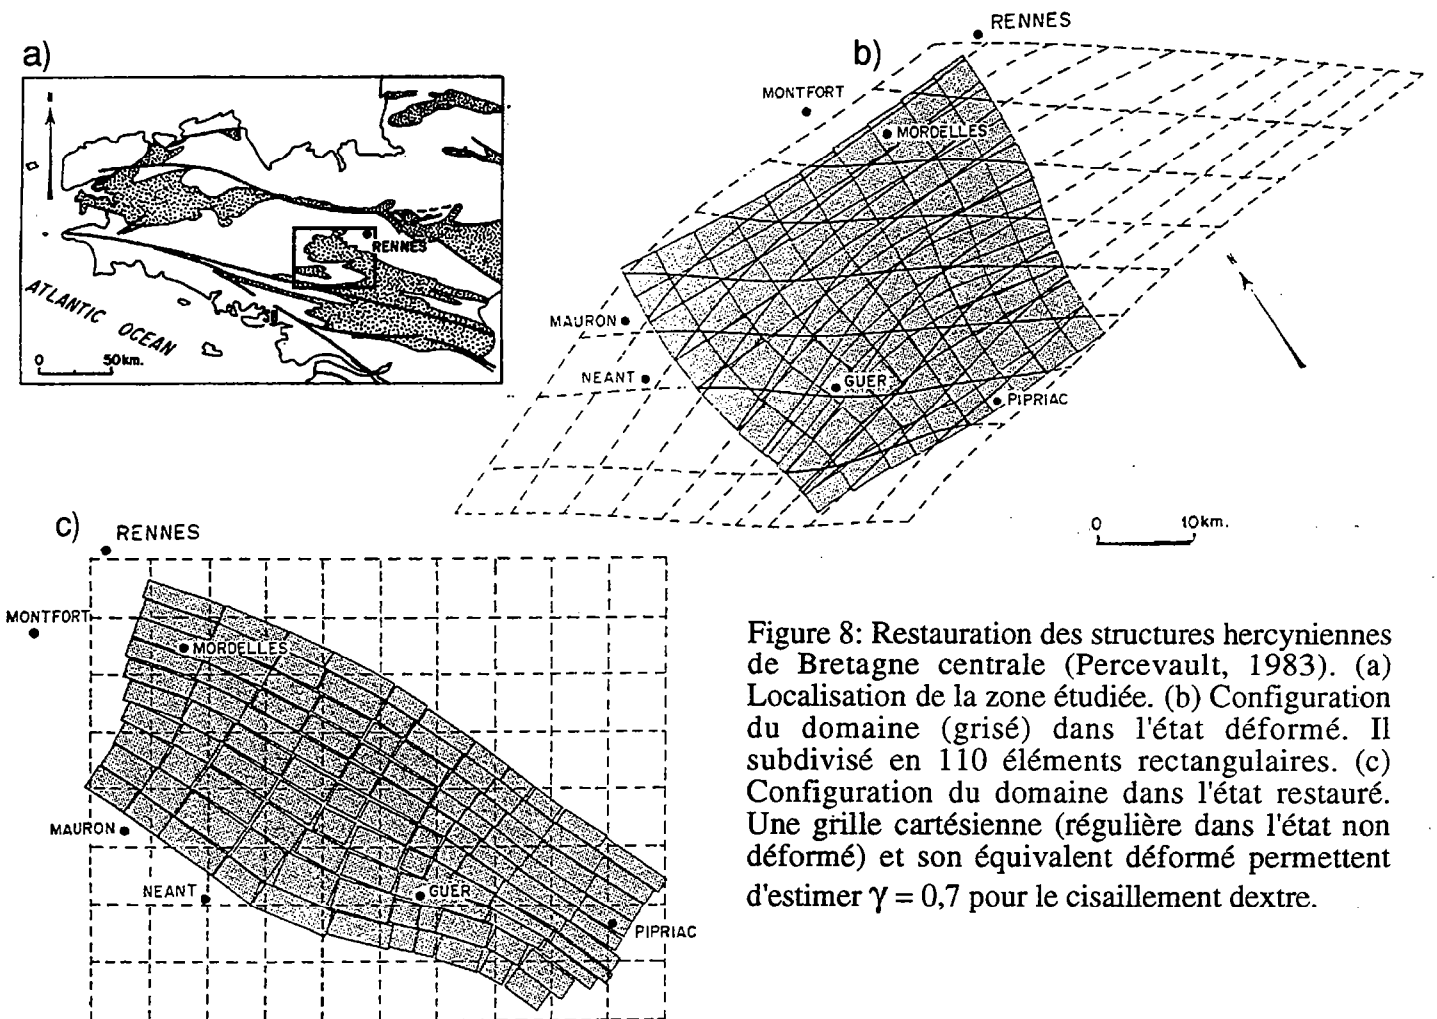 a)
N
RENNES
ATLANTIC OCEAN
0 50km.
b)
RENNES
MONTFORT
MORDELLES
MAURON
NEANT
GUER
PIPRIAC
N
0 10km.
c)
RENNES
MONTFORT
MORDELLES
MAURON
NEANT
GUER
PIPRIAC
Figure 8: Restauration des structures hercyniennes
de Bretagne centrale (Percevault, 1983). (a)
Localisation de la zone étudiée. (b) Configuration
du domaine (grisé) dans l'état déformé. Il
subdivisé en 110 éléments rectangulaires. (c)
Configuration du domaine dans l'état restauré.
Une grille cartésienne (régulière dans l'état non
déformé) et son équivalent déformé permettent
d'estimer γ = 0,7 pour le cisaillement dextre.